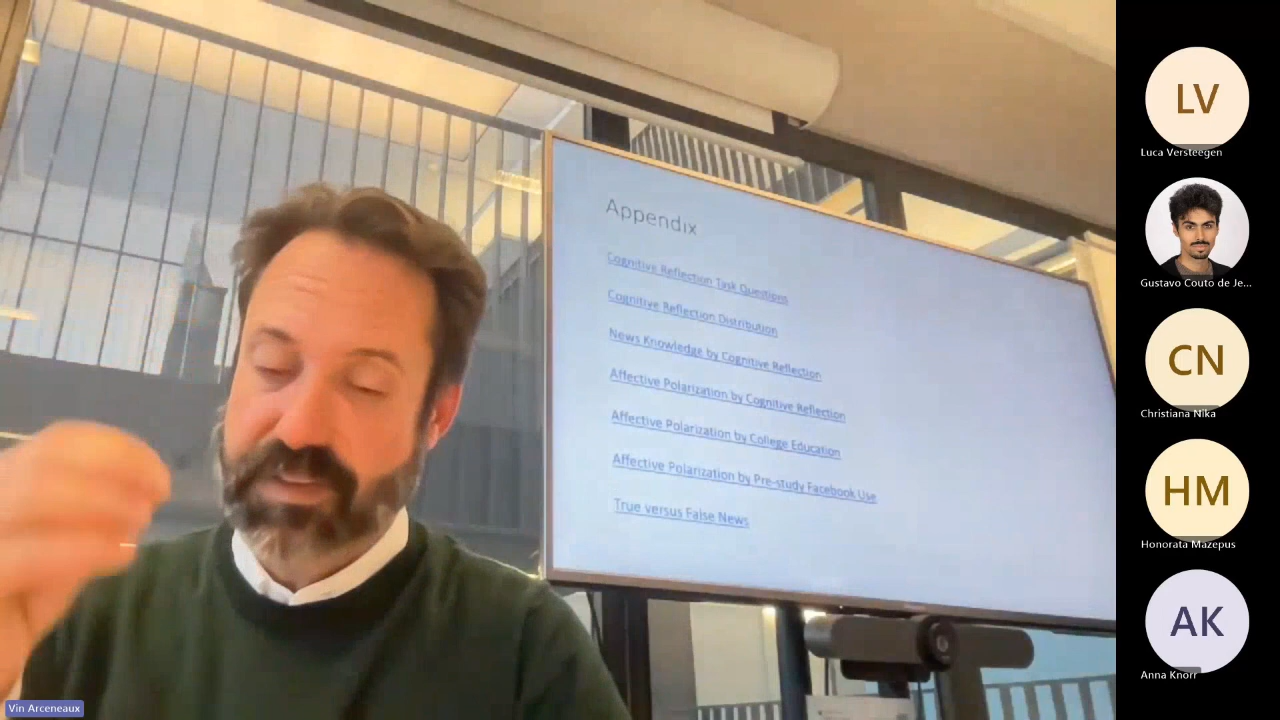 Appendix
Cognitive Reflection Task Questions
Cognitive Reflection Distribution
News Knowledge by Cognitive Reflection
Affective Polarization by Cognitive Reflection
Affective Polarization by College Education
Affective Polarization by Pre-study Facebook Use
True versus False News
Vin Arceneaux
LV
Luca Versteegen
Gustavo Couto de Je...
CN
Christiana Nika
HM
Honorata Mazepus
AK
Anna Knorr